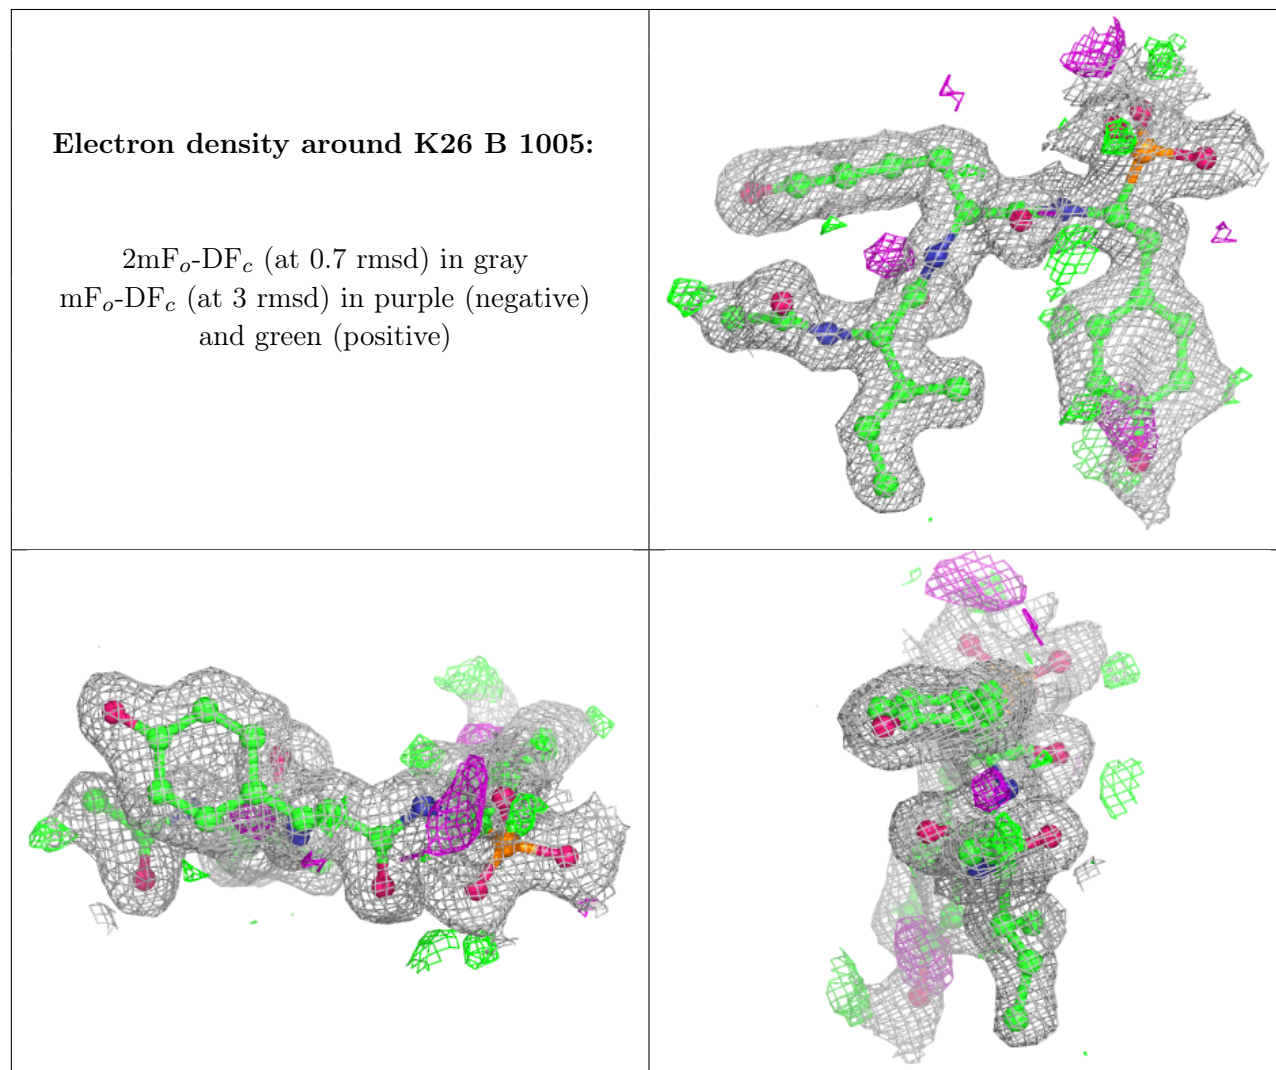 Electron density around K26 B 1005:
2mFₒ-DF𝒸 (at 0.7 rmsd) in gray
mFₒ-DF𝒸 (at 3 rmsd) in purple (negative)
and green (positive)